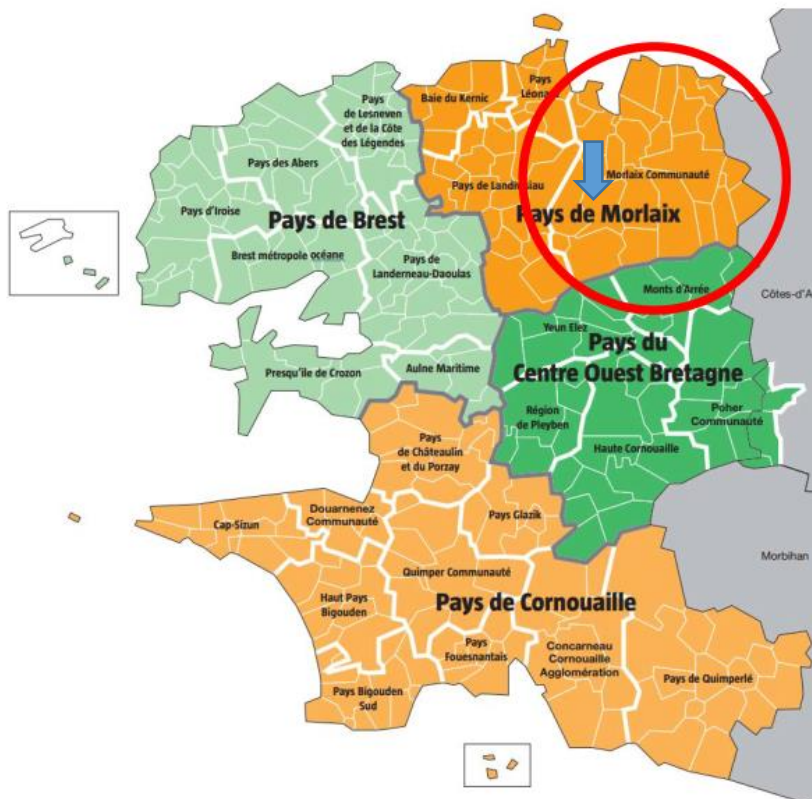 Pays
de Lesneven
et de la Côte
des Légendes
Baie du Kernic
Pays
Léonard
Pays des Abers
Pays de Landivisiau
Morlaix Communauté
Pays d'Iroise
Pays de Brest
Pays de Morlaix
Brest métropole océane
Pays de
Landerneau-Daoulas
Monts d'Arrée
Côtes-d'A
Yeun Elez
Pays du
Centre Ouest Bretagne
Presqu'île de Crozon
Aulne Maritime
Région
de Pleyben
Poher
Communauté
Haute Cornouaille
Pays
de Châteaulin
et du Porzay
Douarnenez
Communauté
Cap-Sizun
Pays Glazik
Morbihan
Quimper Communauté
Haut Pays
Bigouden
Pays de Cornouaille
Pays
Fouesnantais
Concarneau
Cornouaille
Agglomération
Pays de Quimperlé
Pays Bigouden
Sud